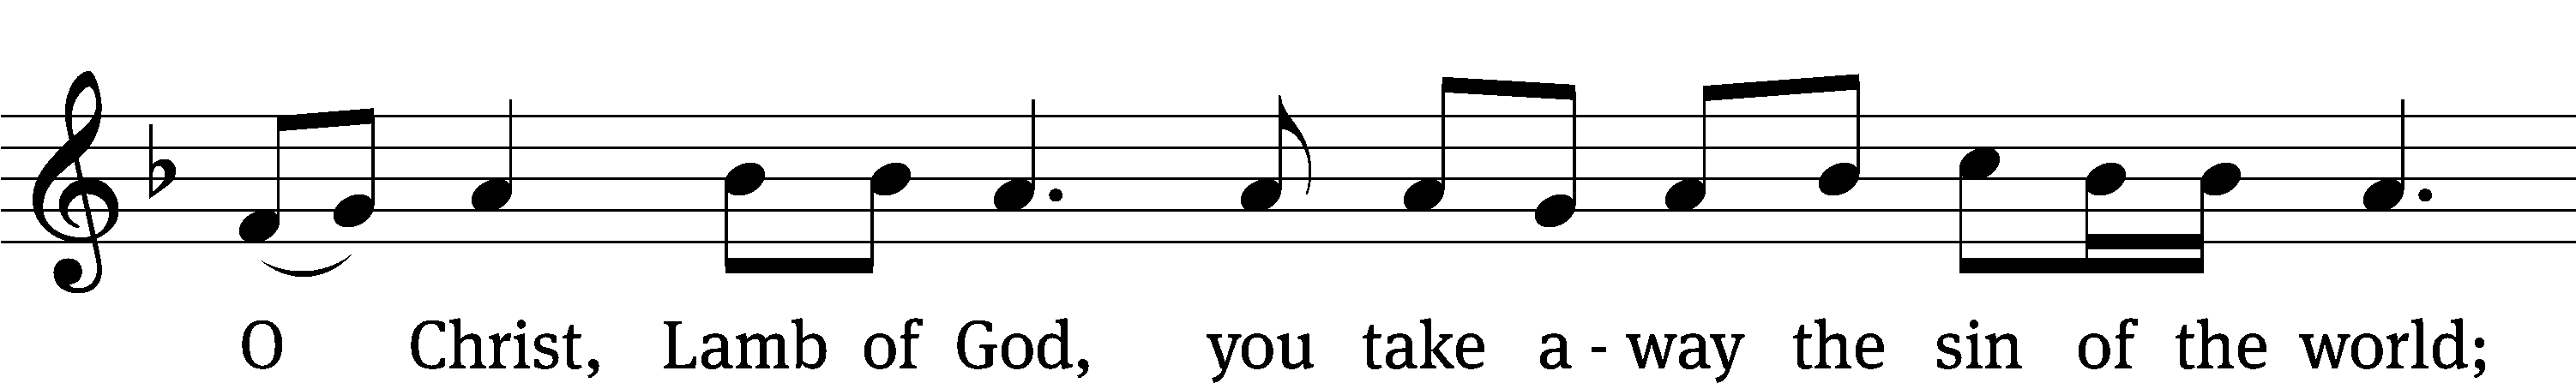 O Christ, Lamb of God, you take a - way the sin of the world;